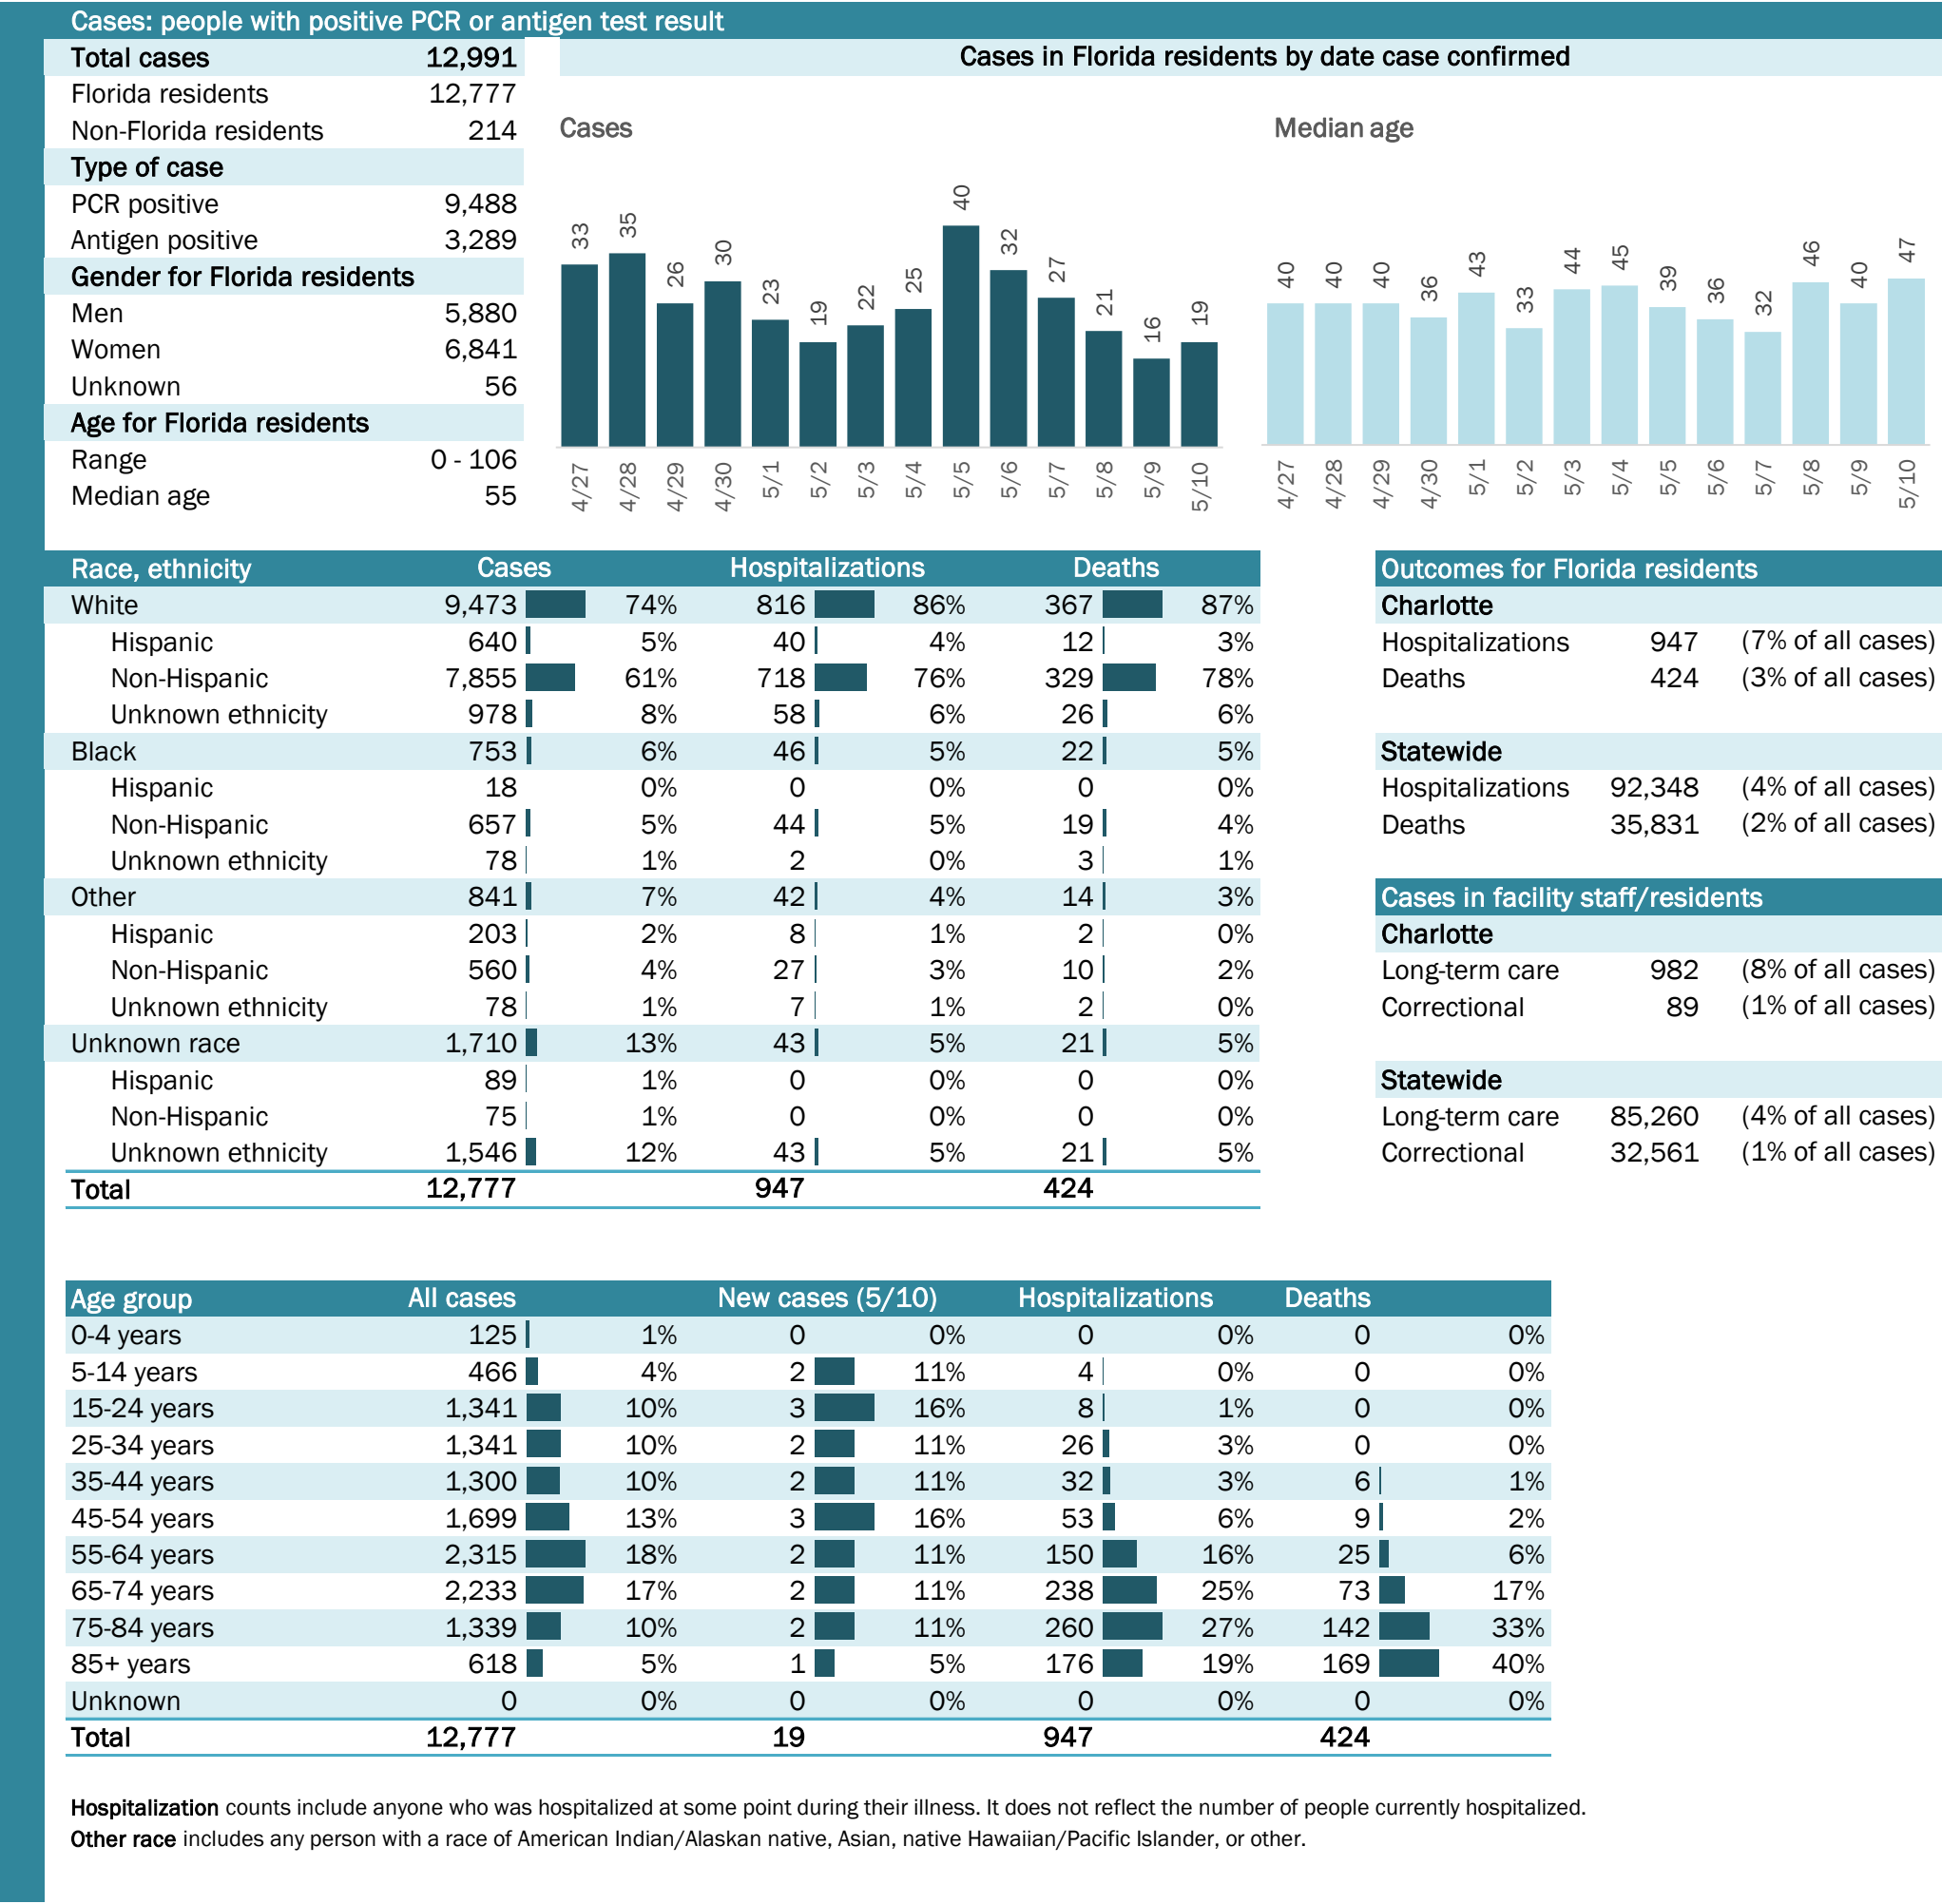 Cases: people with positive PCR or antigen test result
Total cases 12,991
Florida residents 12,777
Non-Florida residents 214
Type of case
PCR positive 9,488
Antigen positive 3,289
Gender for Florida residents
Men 5,880
Women 6,841
Unknown 56
Age for Florida residents
Range 0 - 106
Median age 55
Cases in Florida residents by date case confirmed
Cases
33 35 26 30 23 19 22 25 40 32 27 21 16 19
4/27 4/28 4/29 4/30 5/1 5/2 5/3 5/4 5/5 5/6 5/7 5/8 5/9 5/10
Median age
40 40 40 36 43 33 44 45 39 36 32 46 40 47
4/27 4/28 4/29 4/30 5/1 5/2 5/3 5/4 5/5 5/6 5/7 5/8 5/9 5/10
Race, ethnicity Cases Hospitalizations Deaths
White 9,473 74% 816 86% 367 87%
Hispanic 640 5% 40 4% 12 3%
Non-Hispanic 7,855 61% 718 76% 329 78%
Unknown ethnicity 978 8% 58 6% 26 6%
Black 753 6% 46 5% 22 5%
Hispanic 18 0% 0 0% 0 0%
Non-Hispanic 657 5% 44 5% 19 4%
Unknown ethnicity 78 1% 2 0% 3 1%
Other 841 7% 42 4% 14 3%
Hispanic 203 2% 8 1% 2 0%
Non-Hispanic 560 4% 27 3% 10 2%
Unknown ethnicity 78 1% 7 1% 2 0%
Unknown race 1,710 13% 43 5% 21 5%
Hispanic 89 1% 0 0% 0 0%
Non-Hispanic 75 1% 0 0% 0 0%
Unknown ethnicity 1,546 12% 43 5% 21 5%
Total 12,777 947 424
Outcomes for Florida residents
Charlotte
Hospitalizations 947 (7% of all cases)
Deaths 424 (3% of all cases)
Statewide
Hospitalizations 92,348 (4% of all cases)
Deaths 35,831 (2% of all cases)
Cases in facility staff/residents
Charlotte
Long-term care 982 (8% of all cases)
Correctional 89 (1% of all cases)
Statewide
Long-term care 85,260 (4% of all cases)
Correctional 32,561 (1% of all cases)
Age group All cases New cases (5/10) Hospitalizations Deaths
0-4 years 125 1% 0 0% 0 0% 0 0%
5-14 years 466 4% 2 11% 4 0% 0 0%
15-24 years 1,341 10% 3 16% 8 1% 0 0%
25-34 years 1,341 10% 2 11% 26 3% 0 0%
35-44 years 1,300 10% 2 11% 32 3% 6 1%
45-54 years 1,699 13% 3 16% 53 6% 9 2%
55-64 years 2,315 18% 2 11% 150 16% 25 6%
65-74 years 2,233 17% 2 11% 238 25% 73 17%
75-84 years 1,339 10% 2 11% 260 27% 142 33%
85+ years 618 5% 1 5% 176 19% 169 40%
Unknown 0 0% 0 0% 0 0% 0 0%
Total 12,777 19 947 424
Hospitalization counts include anyone who was hospitalized at some point during their illness. It does not reflect the number of people currently hospitalized.
Other race includes any person with a race of American Indian/Alaskan native, Asian, native Hawaiian/Pacific Islander, or other.